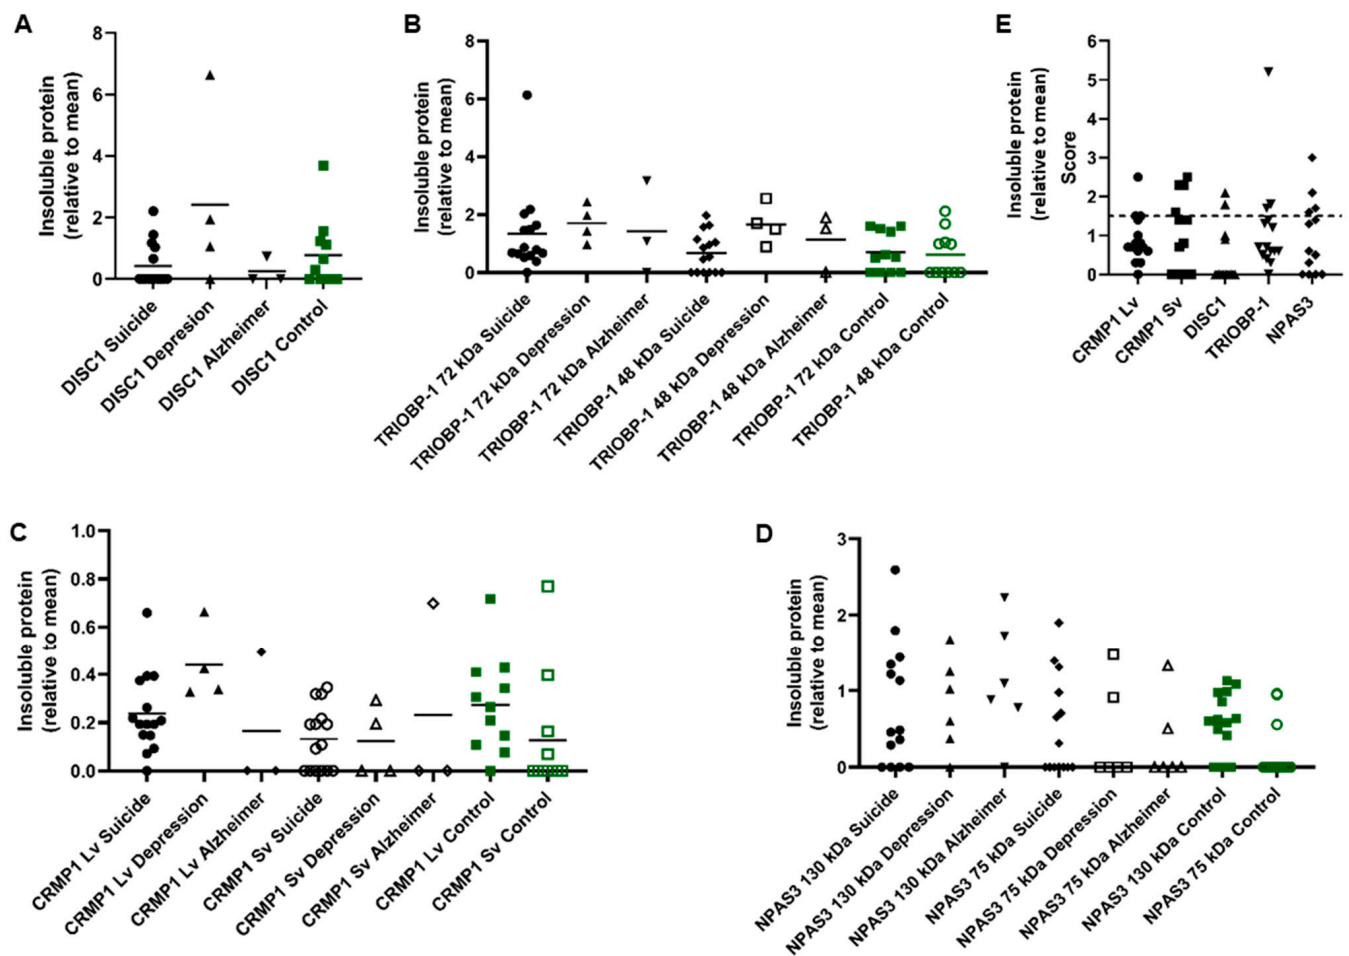 A
Insoluble protein
(relative to mean)
8
6
4
2
0
DISC1 Suicide
DISC1 Depresion
DISC1 Alzheimer
DISC1 Control
B
Insoluble protein
(relative to mean)
8
6
4
2
0
TRIOBP-1 72 kDa Suicide
TRIOBP-1 72 kDa Depression
TRIOBP-1 72 kDa Alzheimer
TRIOBP-1 48 kDa Suicide
TRIOBP-1 48 kDa Depression
TRIOBP-1 48 kDa Alzheimer
TRIOBP-1 72 kDa Control
TRIOBP-1 48 kDa Control
E
Insoluble protein
(relative to mean)
Score
6
5
4
3
2
1
0
CRMP1 Lv
CRMP1 Sv
DISC1
TRIOBP-1
NPAS3
C
Insoluble protein
(relative to mean)
1.0
0.8
0.6
0.4
0.2
0.0
CRMP1 Lv Suicide
CRMP1 Lv Depression
CRMP1 Lv Alzheimer
CRMP1 Sv Suicide
CRMP1 Sv Depression
CRMP1 Sv Alzheimer
CRMP1 Lv Control
CRMP1 Sv Control
D
Insoluble protein
(relative to mean)
3
2
1
0
NPAS3 130 kDa Suicide
NPAS3 130 kDa Depression
NPAS3 130 kDa Alzheimer
NPAS3 75 kDa Suicide
NPAS3 75 kDa Depression
NPAS3 75 kDa Alzheimer
NPAS3 130 kDa Control
NPAS3 75 kDa Control